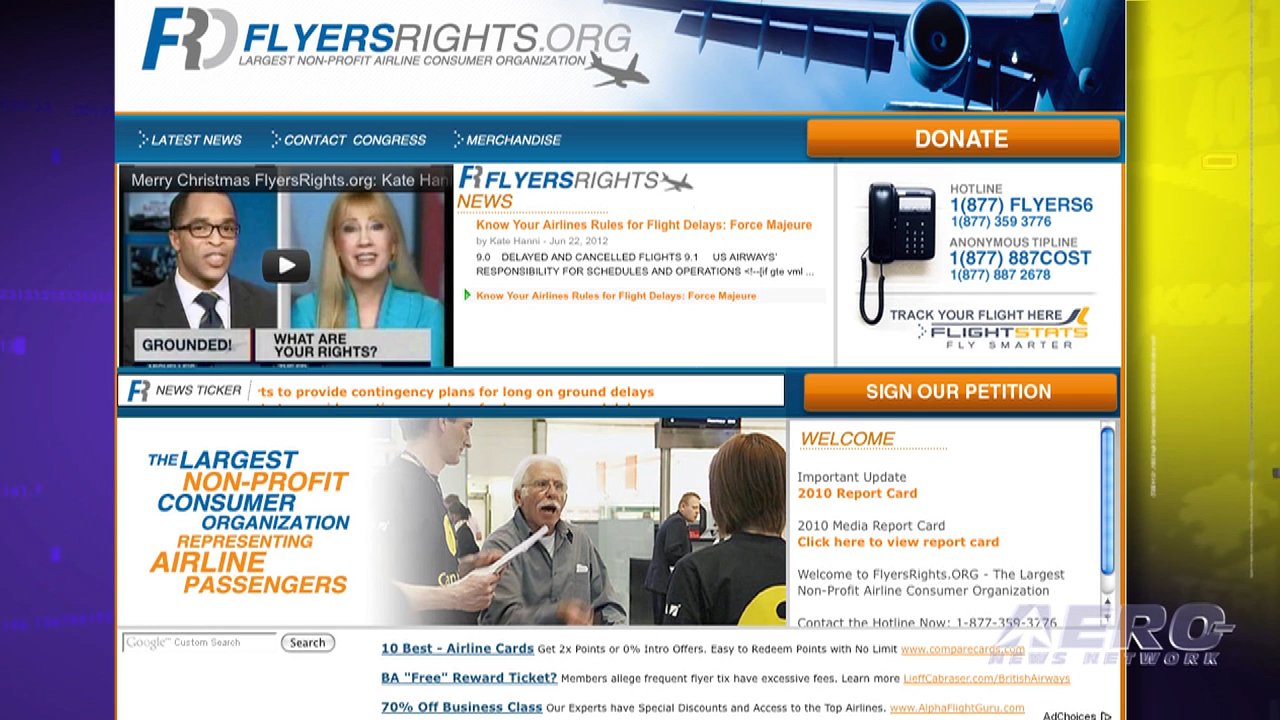 FRO FLYERSRIGHTS.ORG
LARGEST NON-PROFIT AIRLINE CONSUMER ORGANIZATION
LATEST NEWS
CONTACT CONGRESS
MERCHANDISE
DONATE
Merry Christmas FlyersRights.org: Kate Han
GROUNDED!
WHAT ARE
YOUR RIGHTS?
FR FLYERSRIGHTS
NEWS
Know Your Airlines Rules for Flight Delays: Force Majeure
by Kate Hanni - Jun 22, 2012
9.0 DELAYED AND CANCELLED FLIGHTS 9.1 US AIRWAYS'
RESPONSIBILITY FOR SCHEDULES AND OPERATIONS <!--[if gte vml ...
Know Your Airlines Rules for Flight Delays: Force Majeure
HOTLINE
1(877) FLYERS6
1(877) 359 3776
ANONYMOUS TIPLINE
1(877) 887COST
1(877) 887 2678
TRACK YOUR FLIGHT HERE
FLIGHTSTATS
FLY SMARTER
FR NEWS TICKER
rts to provide contingency plans for long on ground delays
SIGN OUR PETITION
THE LARGEST
NON-PROFIT
CONSUMER
ORGANIZATION
REPRESENTING
AIRLINE
PASSENGERS
WELCOME
Important Update
2010 Report Card
2010 Media Report Card
Click here to view report card
Welcome to FlyersRights.ORG - The Largest
Non-Profit Airline Consumer Organization
Contact the Hotline Now: 1-877-359-3776
Google™ Custom Search
Search
10 Best - Airline Cards Get 2x Points or 0% Intro Offers. Easy to Redeem Points with No Limit www.comparecards.com
BA "Free" Reward Ticket? Members allege frequent flyer tix have excessive fees. Learn more LieffCabraser.com/BritishAirways
70% Off Business Class Our Experts have Special Discounts and Access to the Top Airlines. www.AlphaFlightGuru.com
AdChoices
AERO
NEWS NETWORK